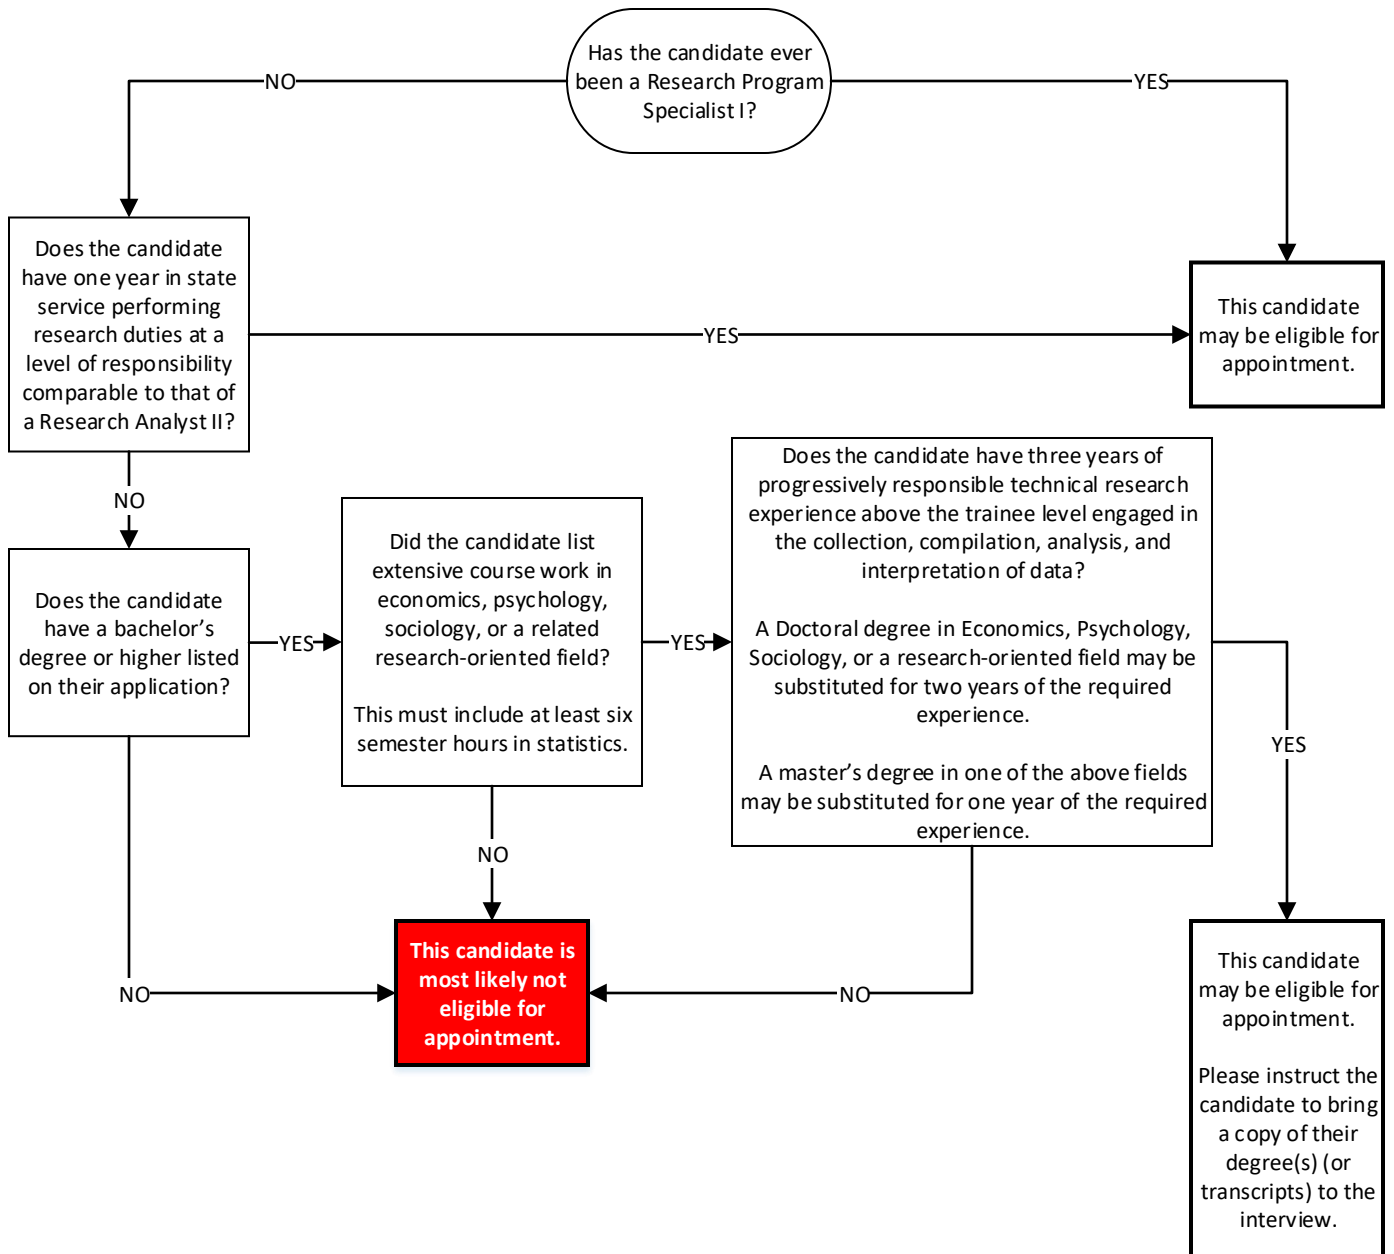 Has the candidate ever
been a Research Program
Specialist I?
NO
YES
Does the candidate
have one year in state
service performing
research duties at a
level of responsibility
comparable to that of
a Research Analyst II?
YES
This candidate
may be eligible for
appointment.
NO
Does the candidate
have a bachelor's
degree or higher listed
on their application?
YES
Did the candidate list
extensive course work in
economics, psychology,
sociology, or a related
research-oriented field?
This must include at least six
semester hours in statistics.
YES
Does the candidate have three years of
progressively responsible technical research
experience above the trainee level engaged in
the collection, compilation, analysis, and
interpretation of data?
A Doctoral degree in Economics, Psychology,
Sociology, or a research-oriented field may be
substituted for two years of the required
experience.
A master's degree in one of the above fields
may be substituted for one year of the required
experience.
YES
NO
NO
This candidate is
most likely not
eligible for
appointment.
NO
This candidate
may be eligible for
appointment.
Please instruct the
candidate to bring
a copy of their
degree(s) (or
transcripts) to the
interview.